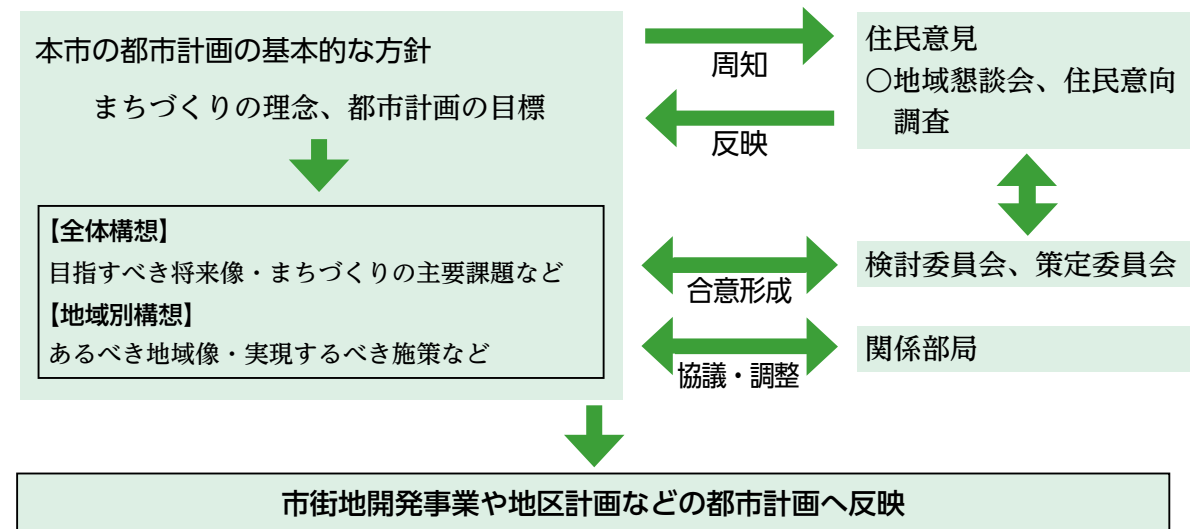 本市の都市計画の基本的な方針
まちづくりの理念、都市計画の目標
【全体構想】
目指すべき将来像・まちづくりの主要課題など
【地域別構想】
あるべき地域像・実現するべき施策など
周知
反映
合意形成
協議・調整
住民意見
○地域懇談会、住民意向
調査
検討委員会、策定委員会
関係部局
市街地開発事業や地区計画などの都市計画へ反映